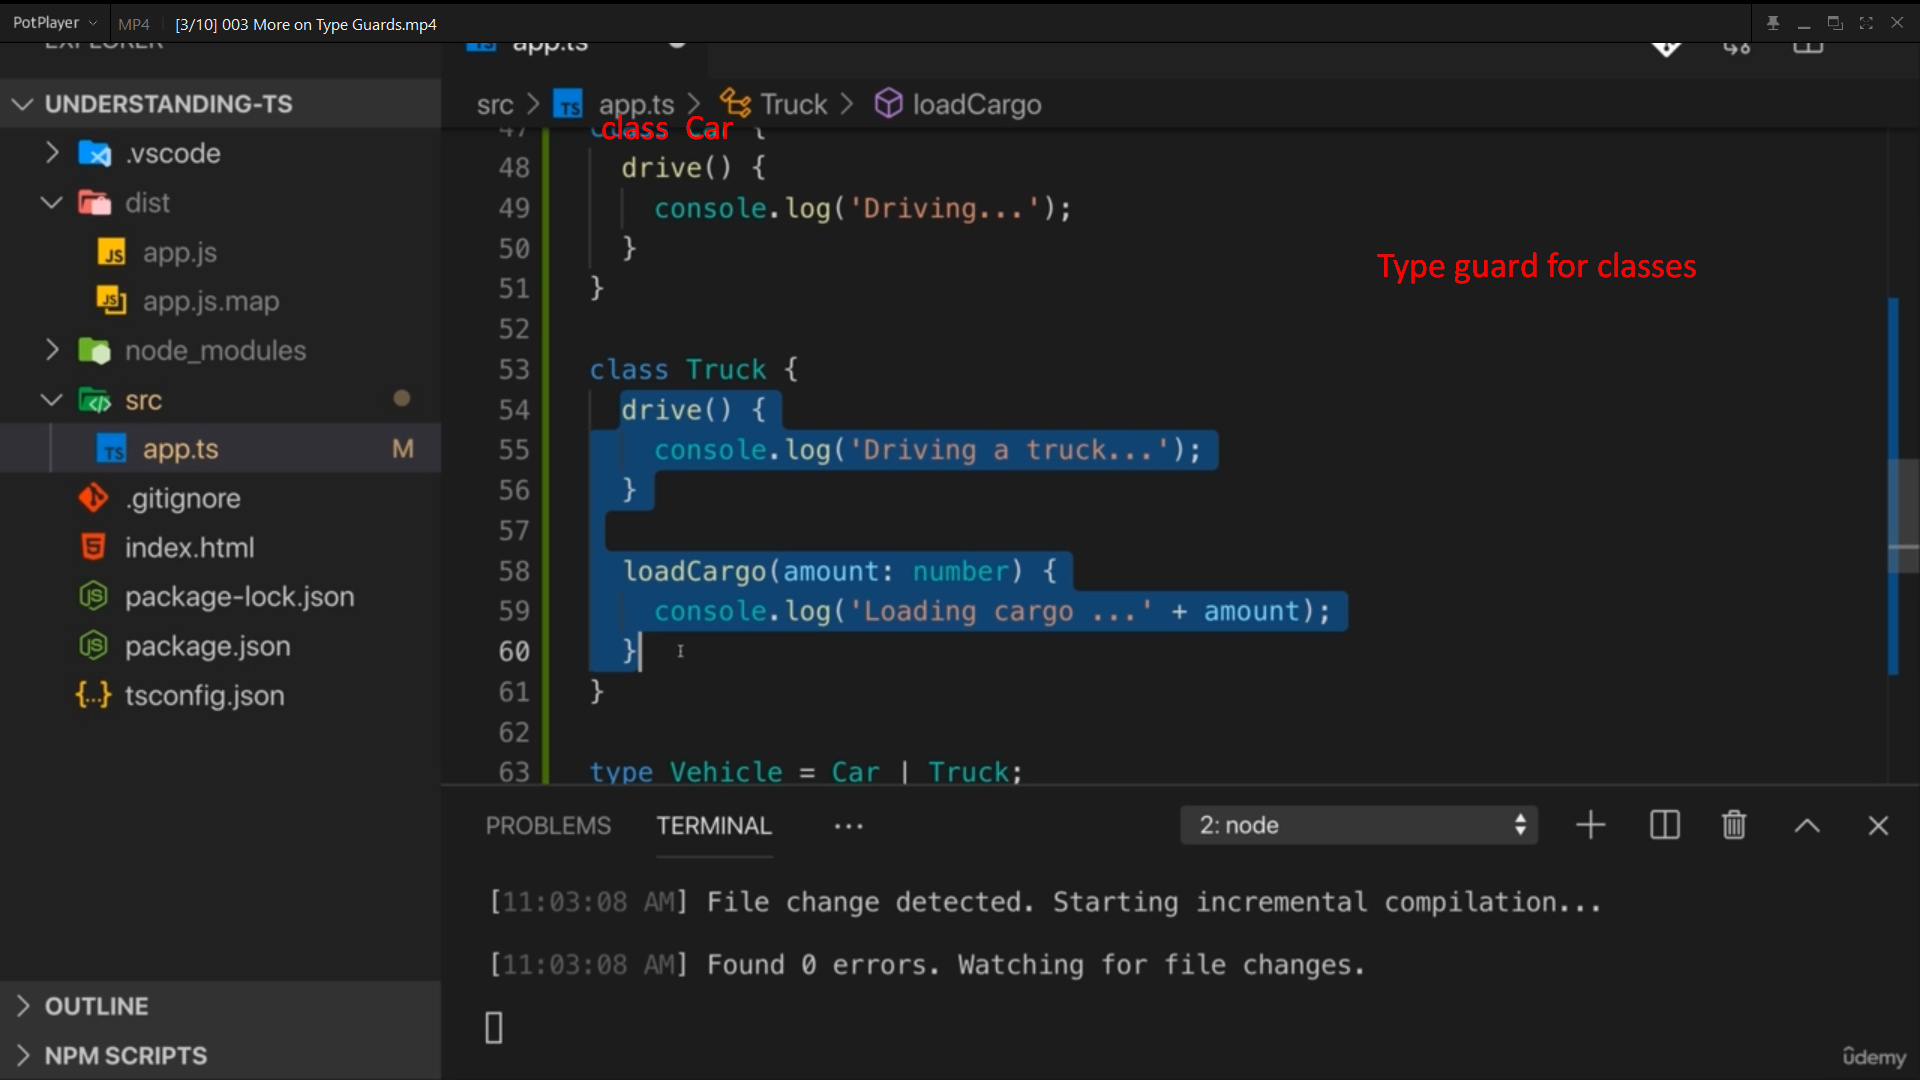 PotPlayer MP4 [3/10] 003 More on Type Guards.mp4
EXPLORER
app.ts
UNDERSTANDING-TS
.vscode
dist
app.js
app.js.map
node_modules
src
app.ts M
.gitignore
index.html
package-lock.json
package.json
tsconfig.json
OUTLINE
NPM SCRIPTS
src > app.ts > Truck > loadCargo
class Car
47 class {
48 drive() {
49 console.log('Driving...');
50 }
51 }
52
Type guard for classes
53 class Truck {
54 drive() {
55 console.log('Driving a truck...');
56 }
57
58 loadCargo(amount: number) {
59 console.log('Loading cargo ...' + amount);
60 }
61 }
62
63 type Vehicle = Car | Truck;
PROBLEMS TERMINAL ... 2: node
[11:03:08 AM] File change detected. Starting incremental compilation...
[11:03:08 AM] Found 0 errors. Watching for file changes.
ûdemy